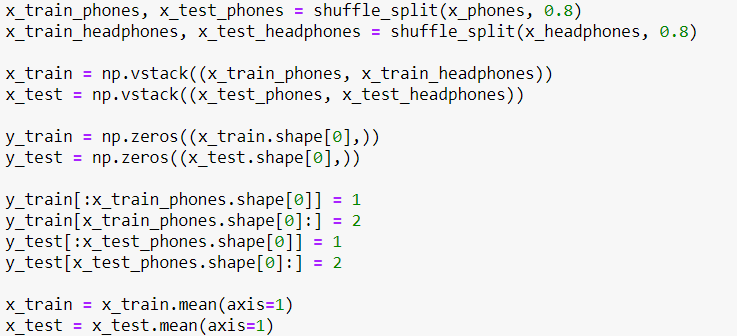 x_train_phones, x_test_phones = shuffle_split(x_phones, 0.8)
x_train_headphones, x_test_headphones = shuffle_split(x_headphones, 0.8)
x_train = np.vstack((x_train_phones, x_train_headphones))
x_test = np.vstack((x_test_phones, x_test_headphones))
y_train = np.zeros((x_train.shape[0],))
y_test = np.zeros((x_test.shape[0],))
y_train[:x_train_phones.shape[0]] = 1
y_train[x_train_phones.shape[0]:] = 2
y_test[:x_test_phones.shape[0]] = 1
y_test[x_test_phones.shape[0]:] = 2
x_train = x_train.mean(axis=1)
x_test = x_test.mean(axis=1)